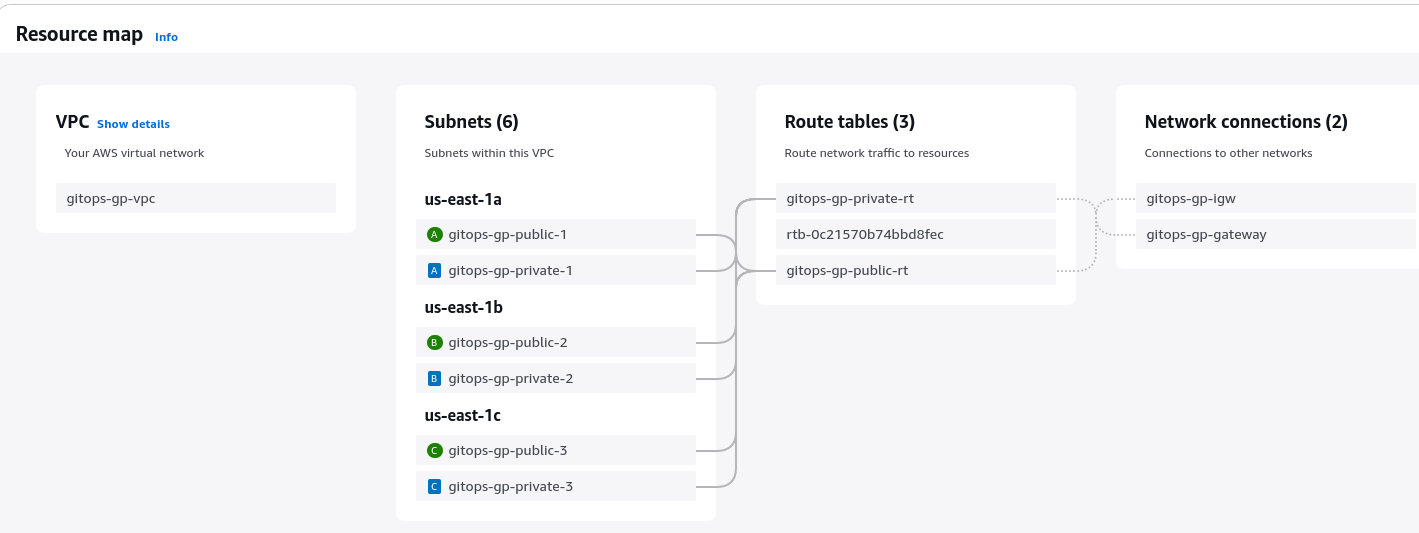 Resource map Info
VPC Show details
Your AWS virtual network
gitops-gp-vpc
Subnets (6)
Subnets within this VPC
us-east-1a
A gitops-gp-public-1
A gitops-gp-private-1
us-east-1b
B gitops-gp-public-2
B gitops-gp-private-2
us-east-1c
C gitops-gp-public-3
C gitops-gp-private-3
Route tables (3)
Route network traffic to resources
gitops-gp-private-rt
rtb-0c21570b74bbd8fec
gitops-gp-public-rt
Network connections (2)
Connections to other networks
gitops-gp-igw
gitops-gp-gateway